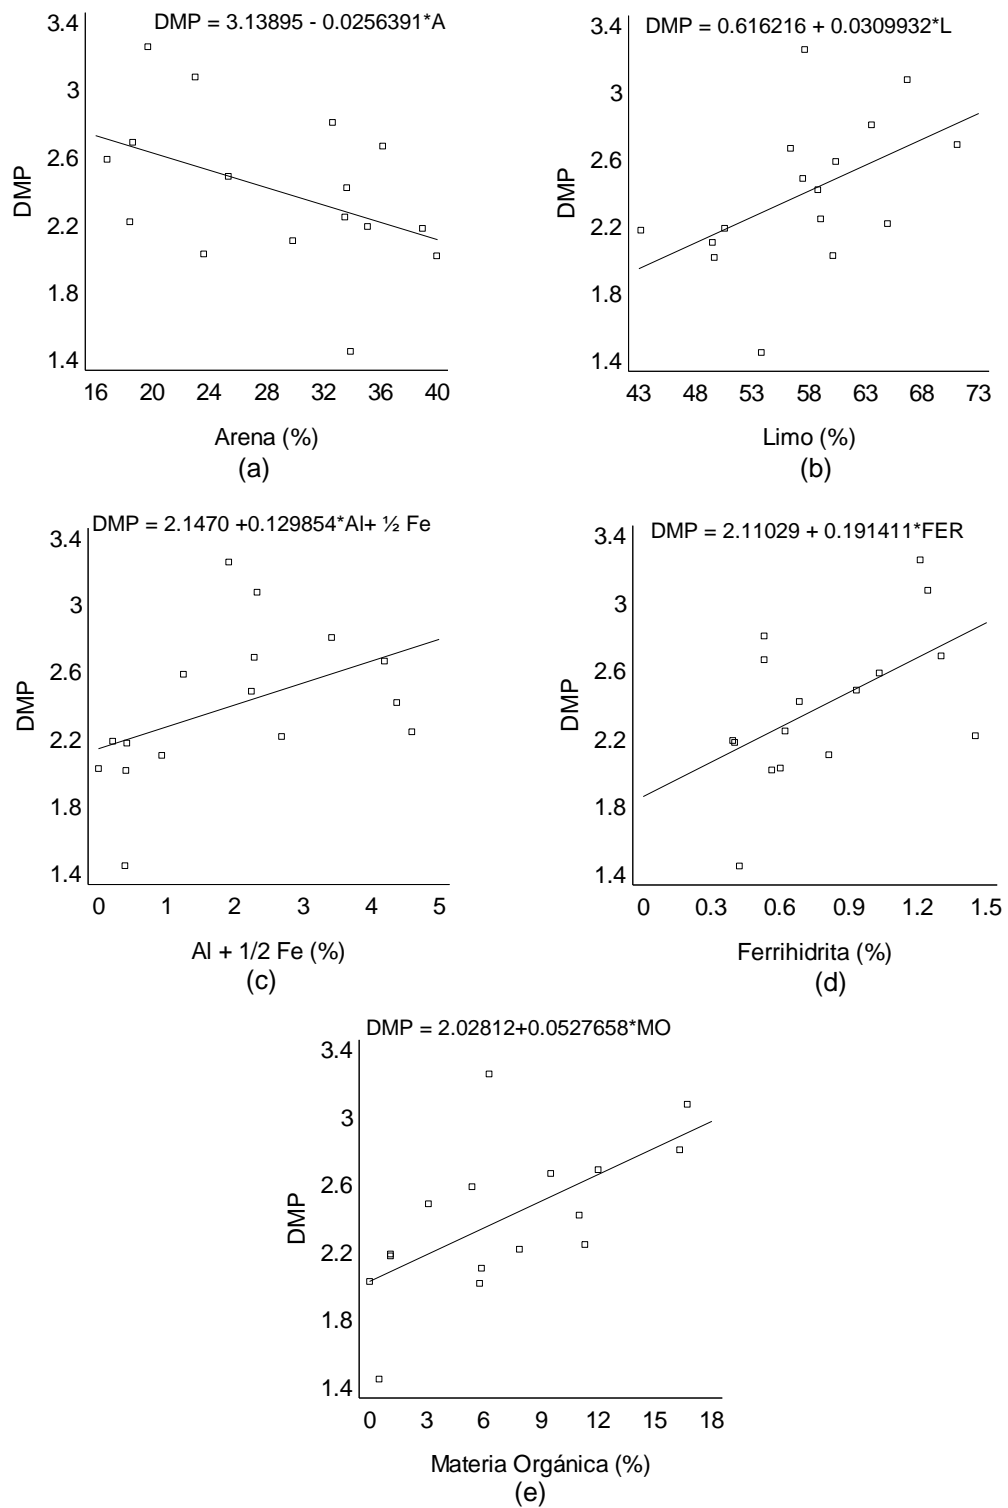 DMP = 3.13895 - 0.0256391*A
3.4
3
2.6
2.2
1.8
1.4
DMP
16 20 24 28 32 36 40
Arena (%)
(a)
DMP = 0.616216 + 0.0309932*L
3.4
3
2.6
2.2
1.8
1.4
DMP
43 48 53 58 63 68 73
Limo (%)
(b)
DMP = 2.1470 +0.129854*Al+ ½ Fe
3.4
3
2.6
2.2
1.8
1.4
DMP
0 1 2 3 4 5
Al + 1/2 Fe (%)
(c)
DMP = 2.11029 + 0.191411*FER
3.4
3
2.6
2.2
1.8
1.4
DMP
0 0.3 0.6 0.9 1.2 1.5
Ferrihidrita (%)
(d)
DMP = 2.02812+0.0527658*MO
3.4
3
2.6
2.2
1.8
1.4
DMP
0 3 6 9 12 15 18
Materia Orgánica (%)
(e)